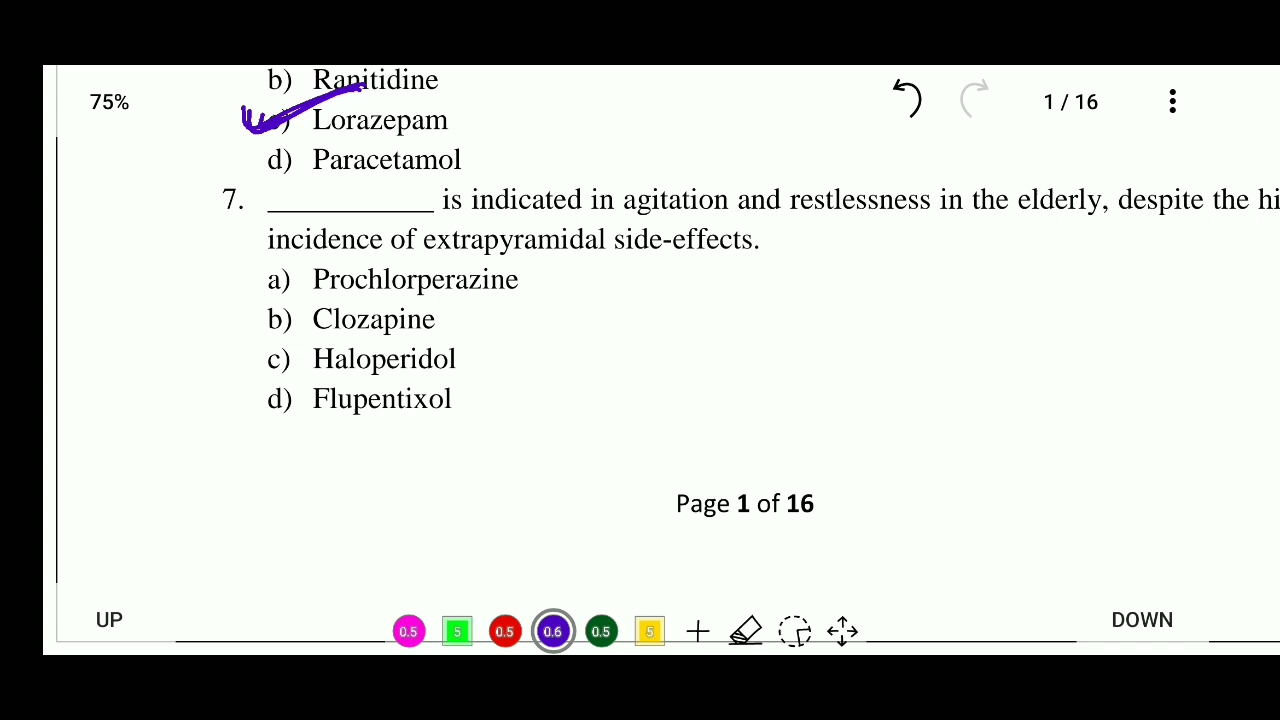 b) Ranitidine
75%
1 / 16
Lorazepam
d) Paracetamol
7. ___________ is indicated in agitation and restlessness in the elderly, despite the hi
incidence of extrapyramidal side-effects.
a) Prochlorperazine
b) Clozapine
c) Haloperidol
d) Flupentixol
Page 1 of 16
UP
DOWN
0.5 5 0.5 0.6 0.5 5